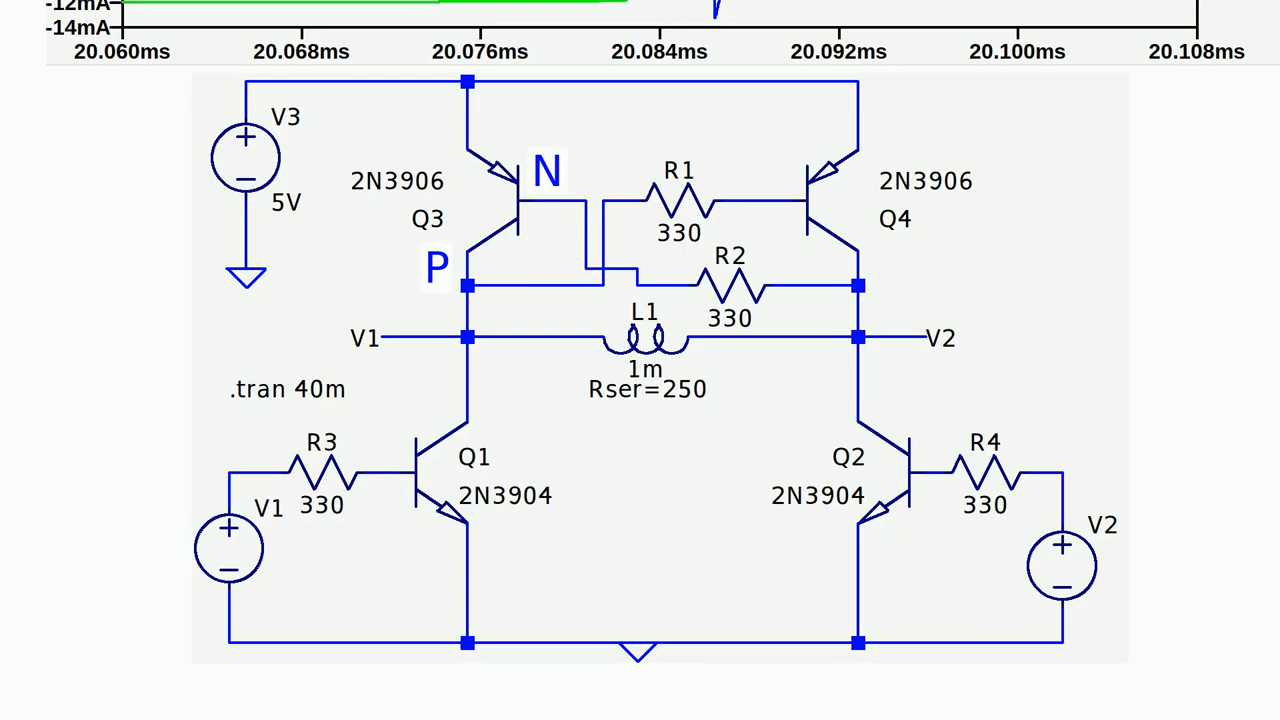 -12mA
-14mA
20.060ms 20.068ms 20.076ms 20.084ms 20.092ms 20.100ms 20.108ms
V3
5V
2N3906
Q3
N
P
R1
330
2N3906
Q4
R2
330
V1
L1
1m
Rser=250
V2
.tran 40m
R3
330
V1
Q1
2N3904
Q2
2N3904
R4
330
V2